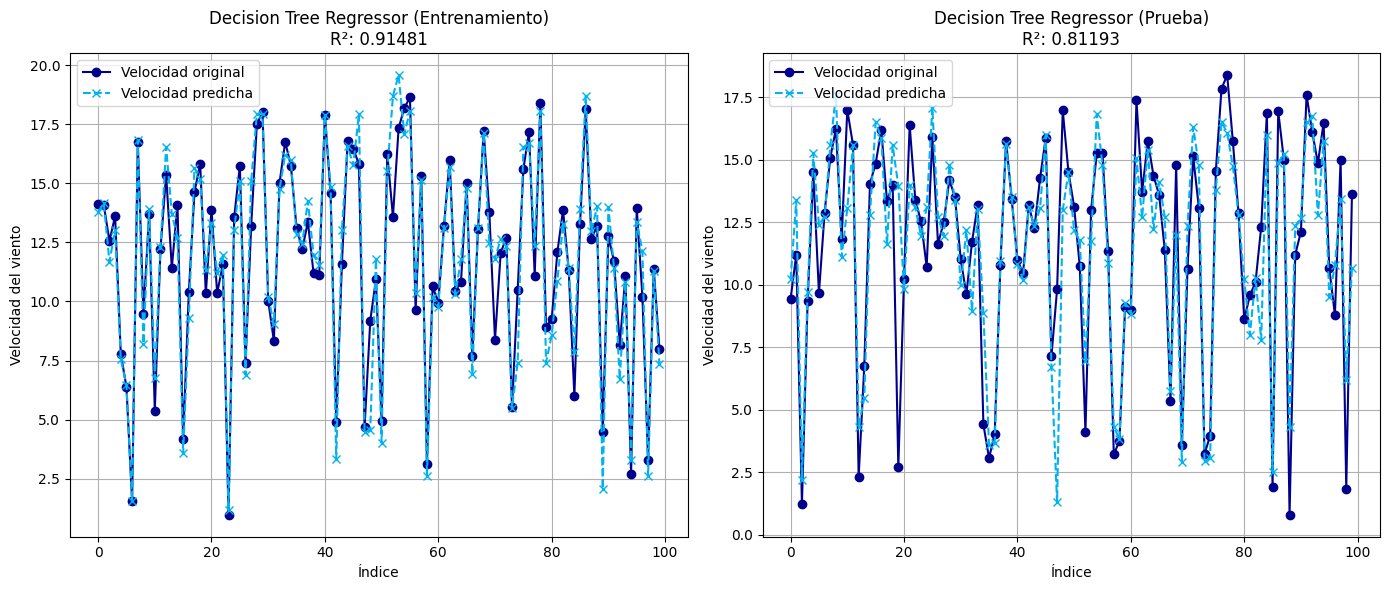 Decision Tree Regressor (Entrenamiento)
R²: 0.91481
Velocidad original
Velocidad predicha
20.0
17.5
15.0
12.5
10.0
7.5
5.0
2.5
Velocidad del viento
0
20
40
60
80
100
Índice
Decision Tree Regressor (Prueba)
R²: 0.81193
Velocidad original
Velocidad predicha
17.5
15.0
12.5
10.0
7.5
5.0
2.5
0.0
Velocidad del viento
0
20
40
60
80
100
Índice